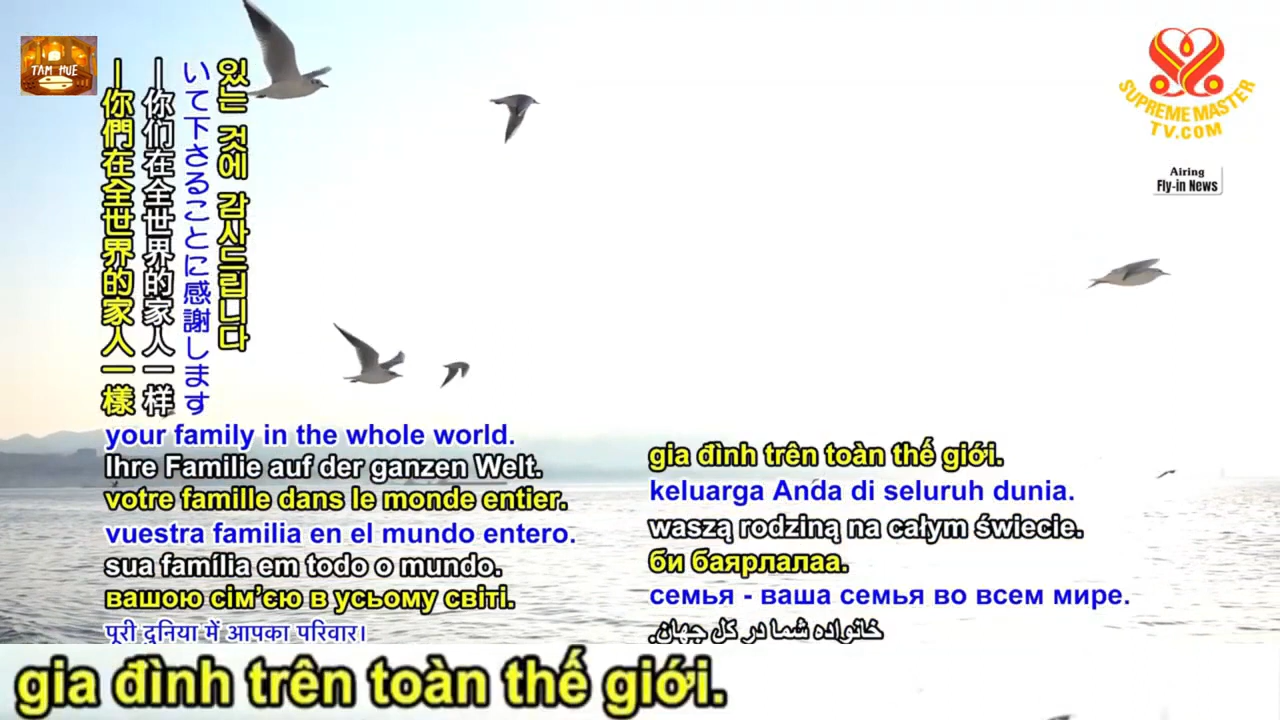 TAM HUE
SUPREME MASTER
TV.COM
Airing
Fly-in News
있는 것에 감사드립니다
いて下さることに感謝します
—你们在全世界的家人一样
—你們在全世界的家人一樣
your family in the whole world.
Ihre Familie auf der ganzen Welt.
votre famille dans le monde entier.
vuestra familia en el mundo entero.
sua família em todo o mundo.
вашою сім’єю в усьому світі.
पूरी दुनिया में आपका परिवार।
gia đình trên toàn thế giới.
keluarga Anda di seluruh dunia.
waszą rodziną na całym świecie.
би баярлалаа.
семья - ваша семья во всем мире.
خانواده شما در کل جهان.
gia đình trên toàn thế giới.